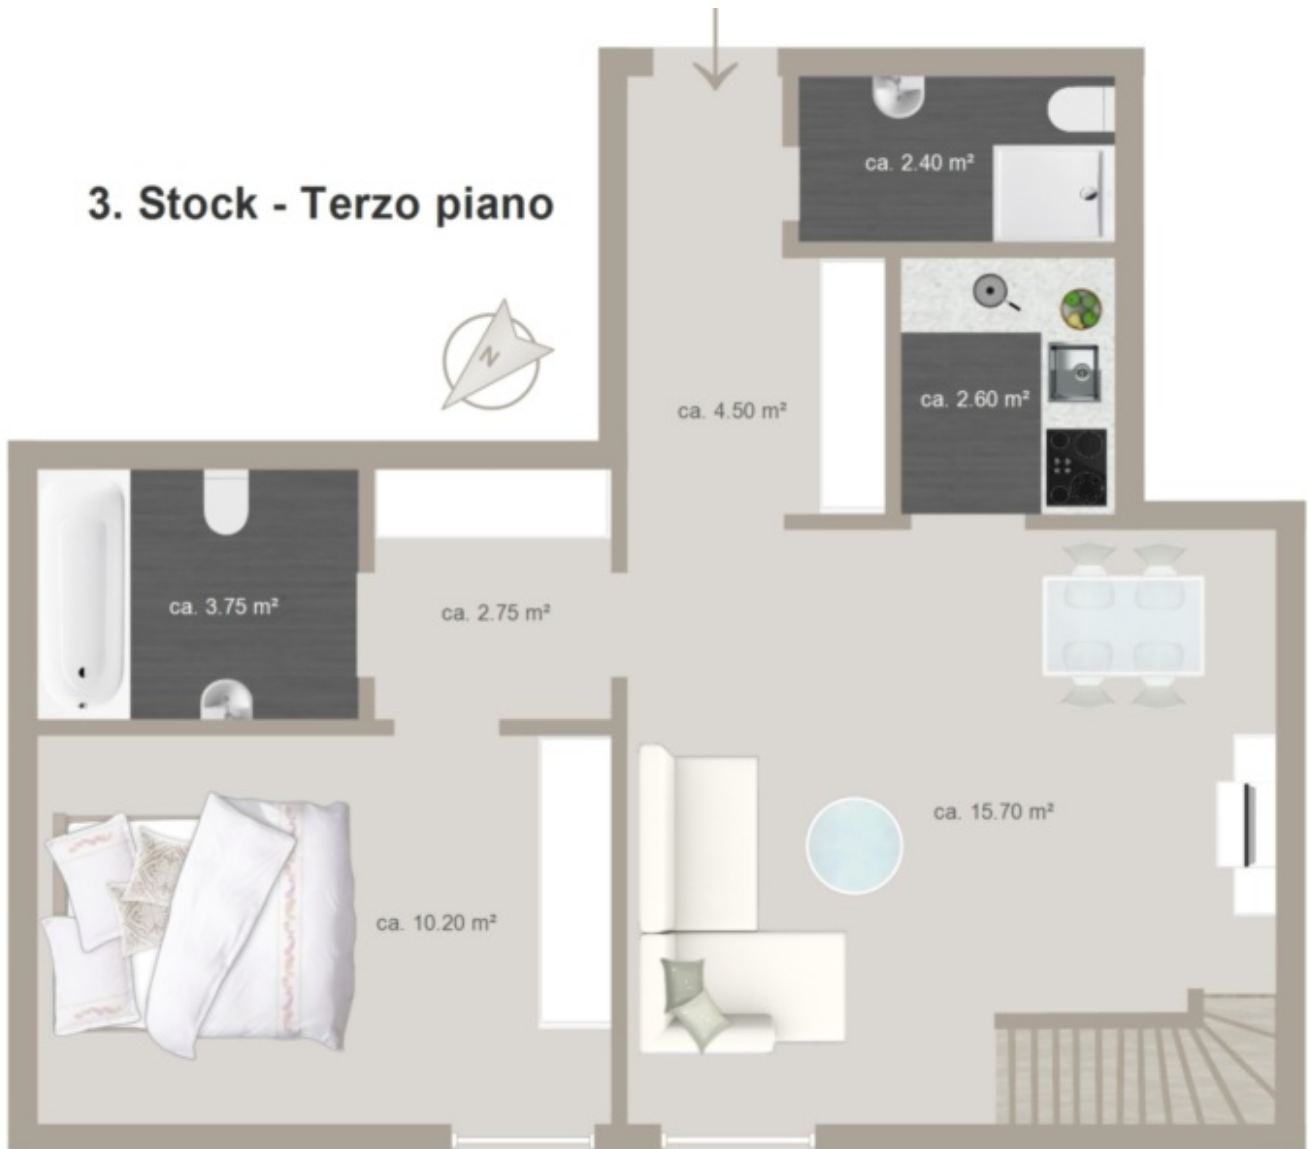 ca. 2.40 m²
3. Stock - Terzo piano
N
ca. 2.60 m²
ca. 4.50 m²
ca. 3.75 m²
ca. 2.75 m²
ca. 15.70 m²
ca. 10.20 m²